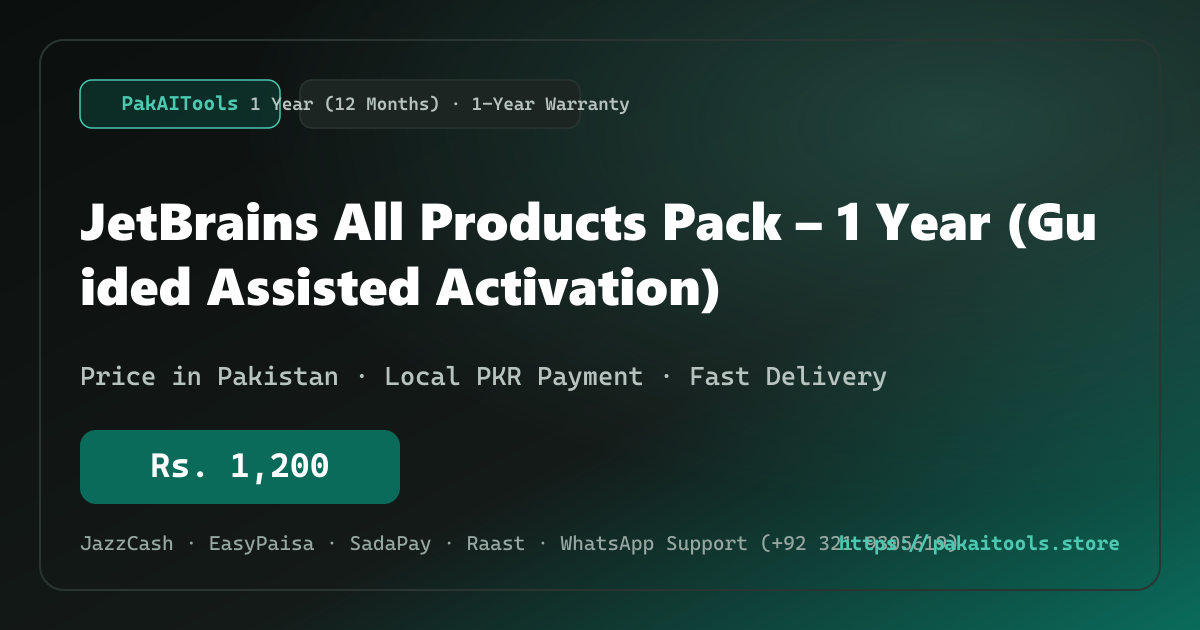 PakAITools 1 Year (12 Months) · 1-Year Warranty
JetBrains All Products Pack – 1 Year (Gu
ided Assisted Activation)
Price in Pakistan · Local PKR Payment · Fast Delivery
Rs. 1,200
JazzCash · EasyPaisa · SadaPay · Raast · WhatsApp Support (+92 https://pakaitools.store